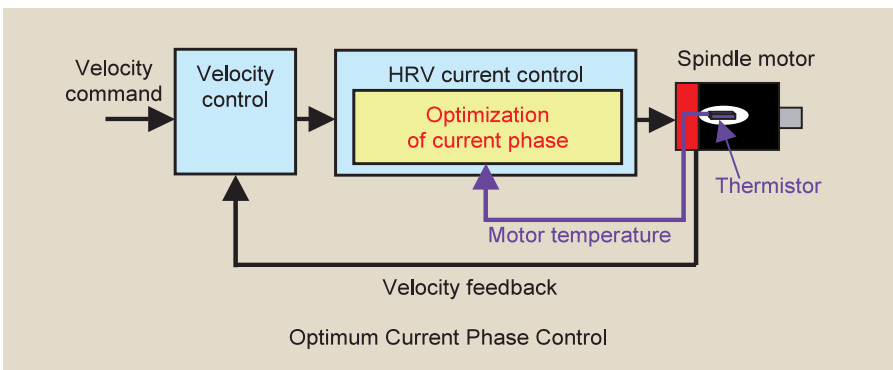 Velocity
command
Velocity
control
HRV current control
Optimization
of current phase
Spindle motor
Thermistor
Motor temperature
Velocity feedback
Optimum Current Phase Control